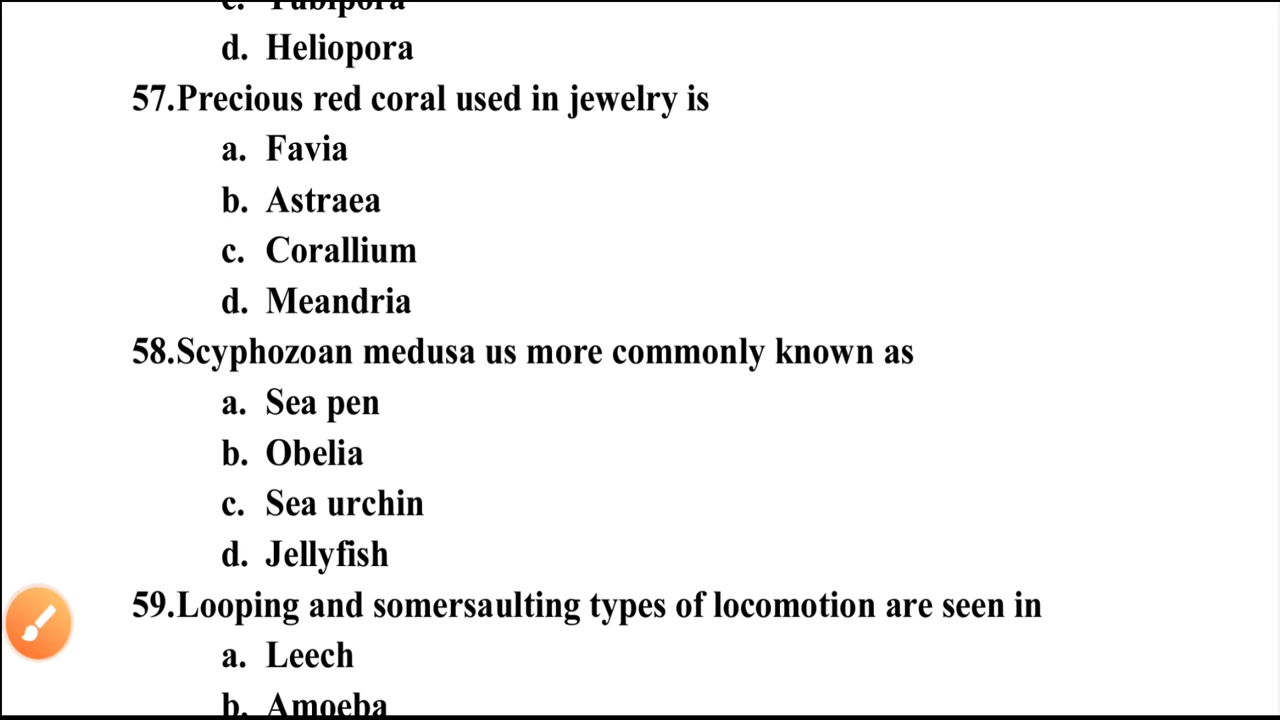 c. Tubipora
d. Heliopora
57.Precious red coral used in jewelry is
a. Favia
b. Astraea
c. Corallium
d. Meandria
58.Scyphozoan medusa us more commonly known as
a. Sea pen
b. Obelia
c. Sea urchin
d. Jellyfish
59.Looping and somersaulting types of locomotion are seen in
a. Leech
b. Amoeba